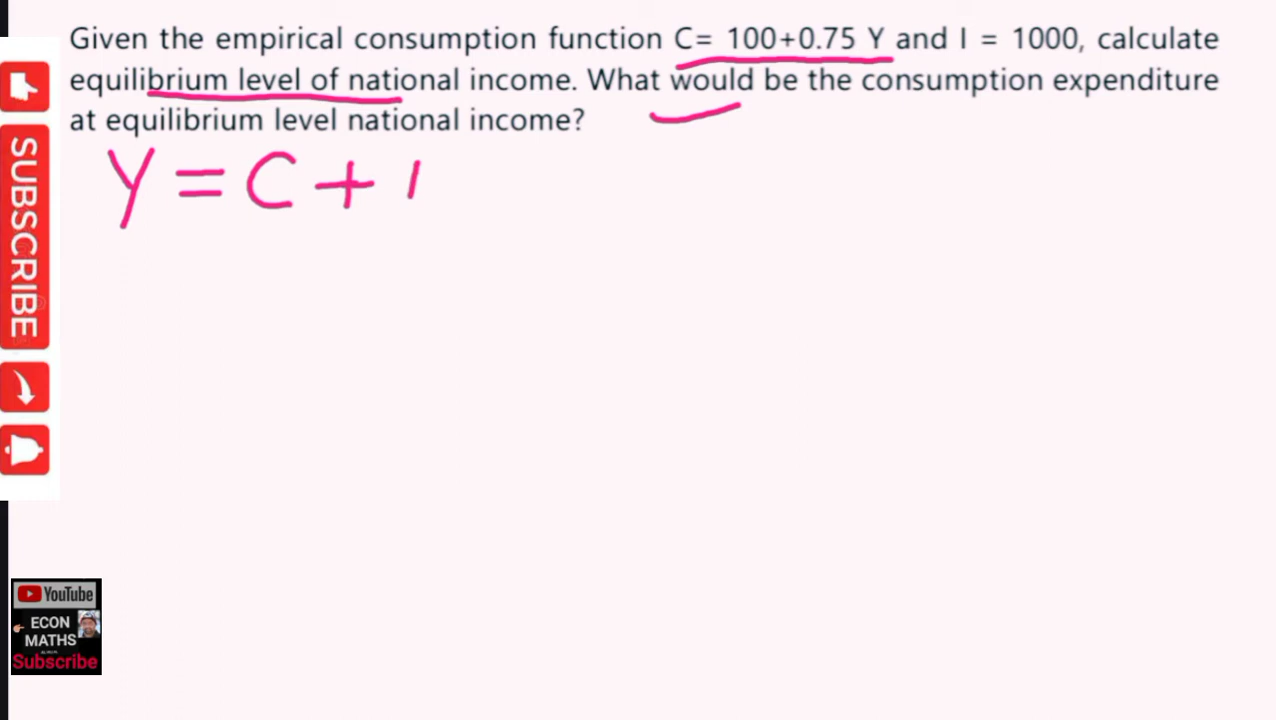 Given the empirical consumption function C= 100+0.75 Y and I = 1000, calculate
equilibrium level of national income. What would be the consumption expenditure
at equilibrium level national income?
Y = C + I
SUBSCRIBE
YouTube
ECON
MATHS
Subscribe